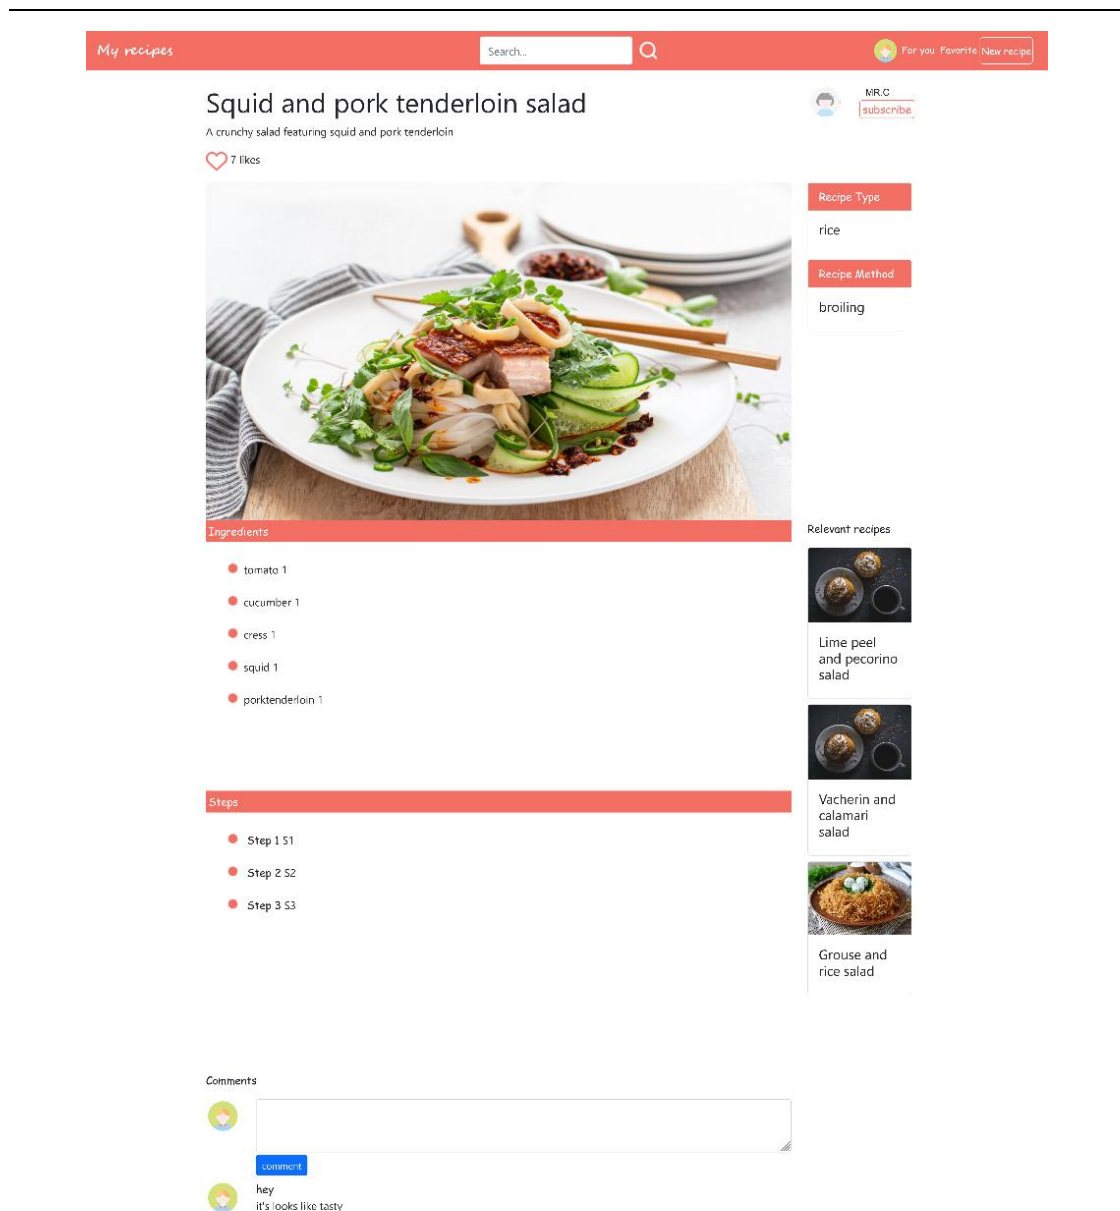 My recipes
Search...
For you Favorite New recipe
Squid and pork tenderloin salad
A crunchy salad featuring squid and pork tenderloin
7 likes
MR.C
subscribe
Recipe Type
rice
Recipe Method
broiling
Ingredients
tomato 1
cucumber 1
cress 1
squid 1
porktenderloin 1
Steps
Step 1 S1
Step 2 S2
Step 3 S3
Relevant recipes
Lime peel
and pecorino
salad
Vacherin and
calamari
salad
Grouse and
rice salad
Comments
comment
hey
it's looks like tasty